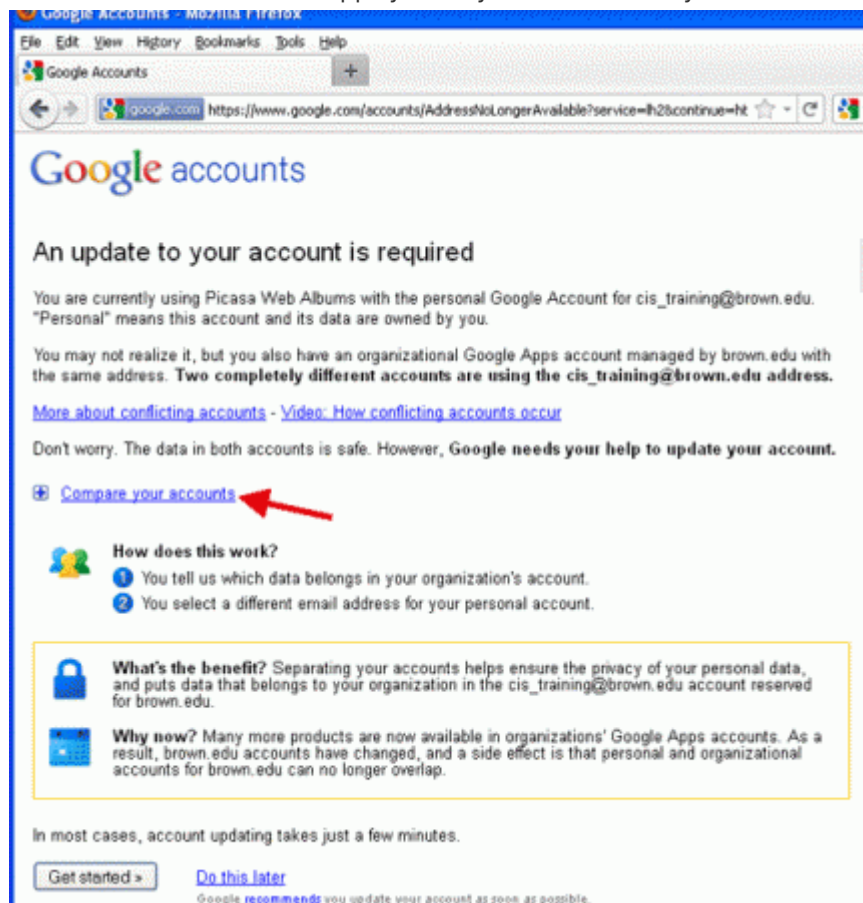 Google Accounts - Mozilla Firefox
File Edit View History Bookmarks Tools Help
Google Accounts +
google.com https://www.google.com/accounts/AddressNoLongerAvailable?service=lh2&continue=ht
Google accounts
An update to your account is required
You are currently using Picasa Web Albums with the personal Google Account for cis_training@brown.edu.
"Personal" means this account and its data are owned by you.
You may not realize it, but you also have an organizational Google Apps account managed by brown.edu with
the same address. Two completely different accounts are using the cis_training@brown.edu address.
More about conflicting accounts - Video: How conflicting accounts occur
Don't worry. The data in both accounts is safe. However, Google needs your help to update your account.
Compare your accounts
How does this work?
1 You tell us which data belongs in your organization's account.
2 You select a different email address for your personal account.
What's the benefit? Separating your accounts helps ensure the privacy of your personal data,
and puts data that belongs to your organization in the cis_training@brown.edu account reserved
for brown.edu.
Why now? Many more products are now available in organizations' Google Apps accounts. As a
result, brown.edu accounts have changed, and a side effect is that personal and organizational
accounts for brown.edu can no longer overlap.
In most cases, account updating takes just a few minutes.
Get started » Do this later
Google recommends you update your account as soon as possible.